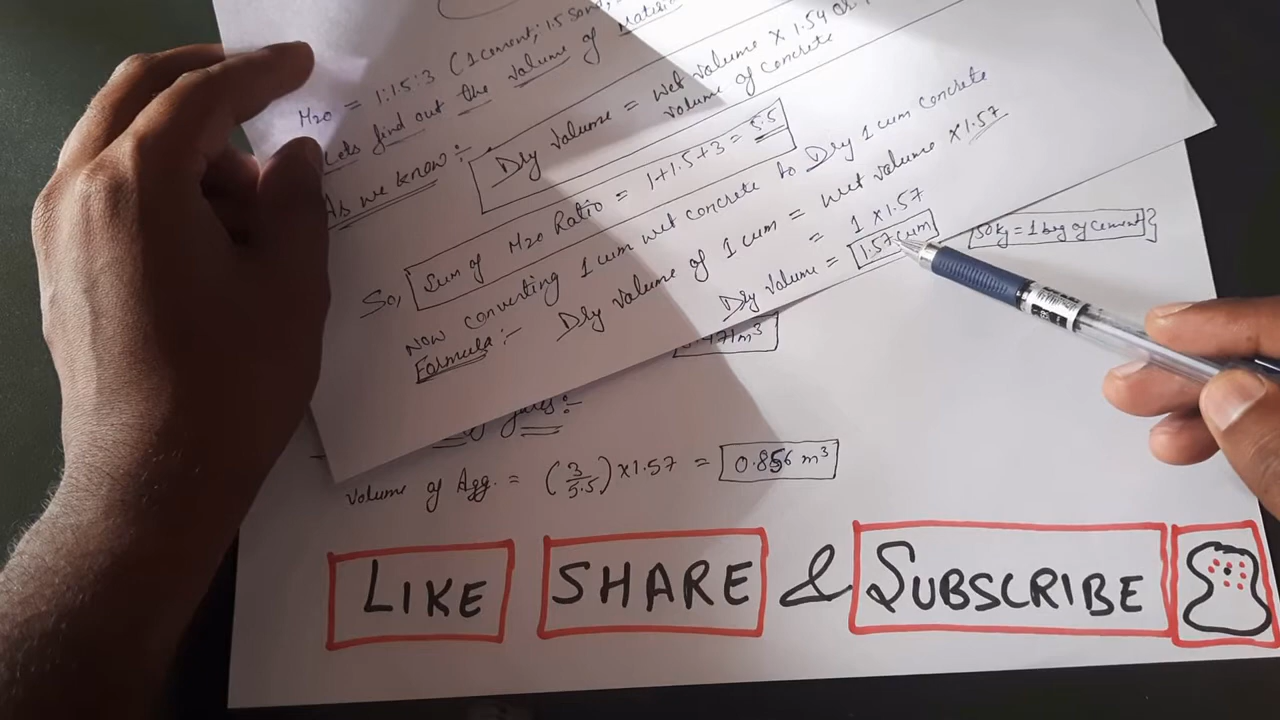 M20 = 1:1.5:3 (1 Cement; 1.5 Sand,
Lets find out the volume of Material
As we know:-
Dry volume = wet volume × 1.54 or
volume of concrete
So, Sum of M20 Ratio = 1+1.5+3 = 5.5
Now converting 1 cum wet concrete to Dry 1 cum concrete
Formula:- Dry volume of 1 cum = wet volume ×1.57
= 1 ×1.57
Dry volume = 1.57 cum
50Kg = 1 bag of cement}
471m³
volume of Agg. = (3/5.5)×1.57 = 0.856 m³
LIKE SHARE & SUBSCRIBE